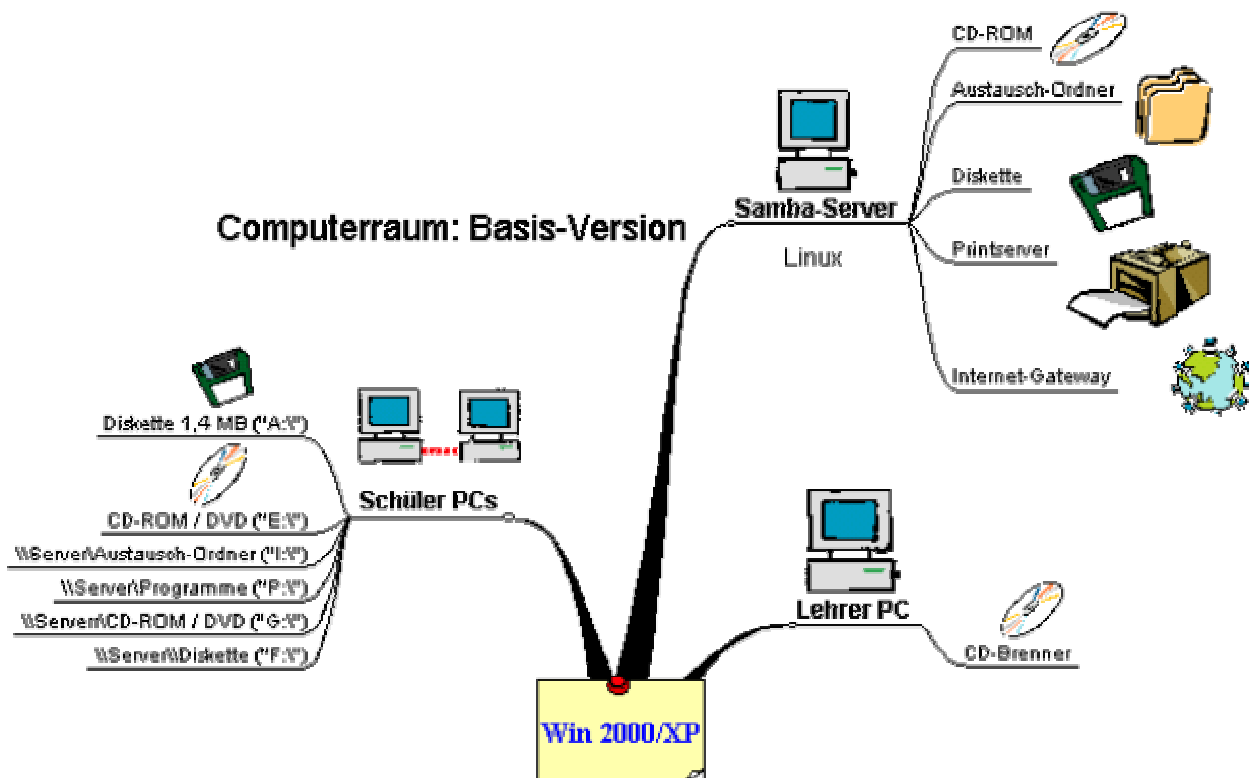 CD-ROM
Austausch-Ordner
Diskette
Samba-Server
Computerraum: Basis-Version
Linux
Printserver
Internet-Gateway
Diskette 1,4 MB ("A:\")
Schüler PCs
CD-ROM / DVD ("E:\")
\\Server\Austausch-Ordner ("I:\")
\\Server\Programme ("P:\")
\\Server\CD-ROM / DVD ("G:\")
\\Server\\Diskette ("F:\")
Lehrer PC
CD-Brenner
Win 2000/XP